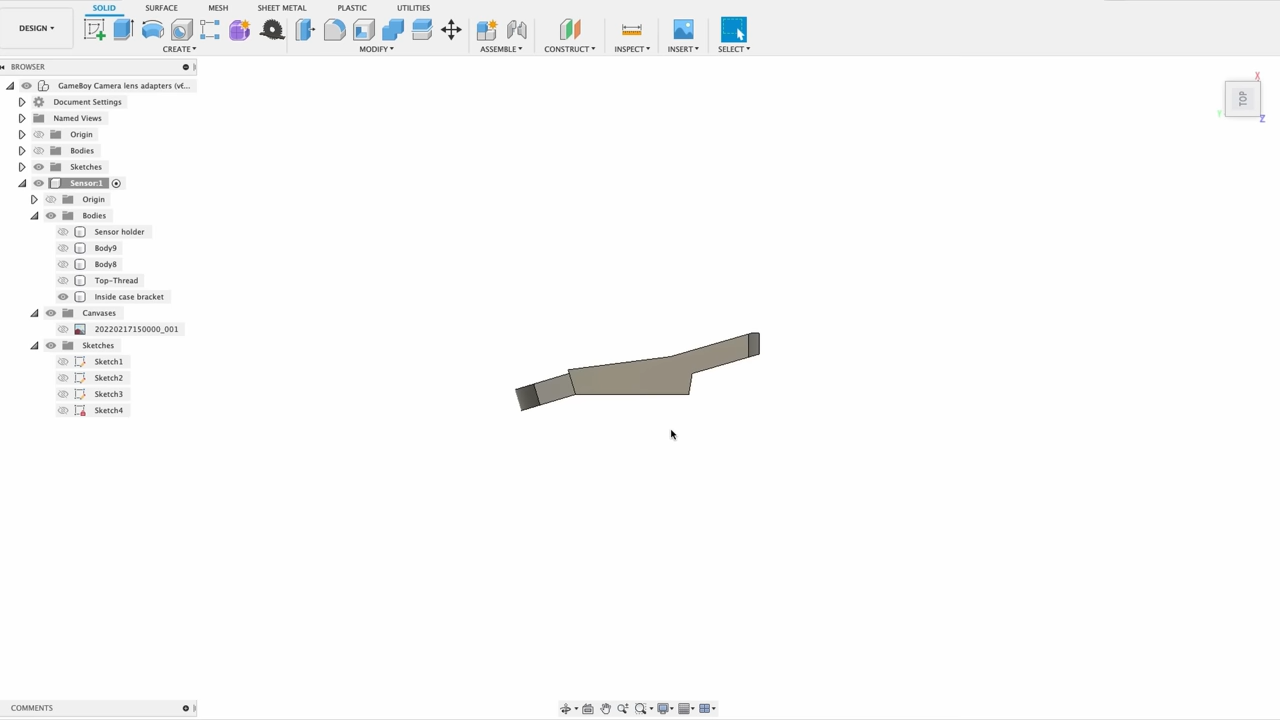 SOLID SURFACE MESH SHEET METAL PLASTIC UTILITIES
DESIGN
CREATE MODIFY ASSEMBLE CONSTRUCT INSPECT INSERT SELECT
BROWSER
GameBoy Camera lens adapters (v6...
Document Settings
Named Views
Origin
Bodies
Sketches
Sensor:1
Origin
Bodies
Sensor holder
Body9
Body8
Top-Thread
Inside case bracket
Canvases
20220217150000_001
Sketches
Sketch1
Sketch2
Sketch3
Sketch4
X
TOP
Y
Z
COMMENTS